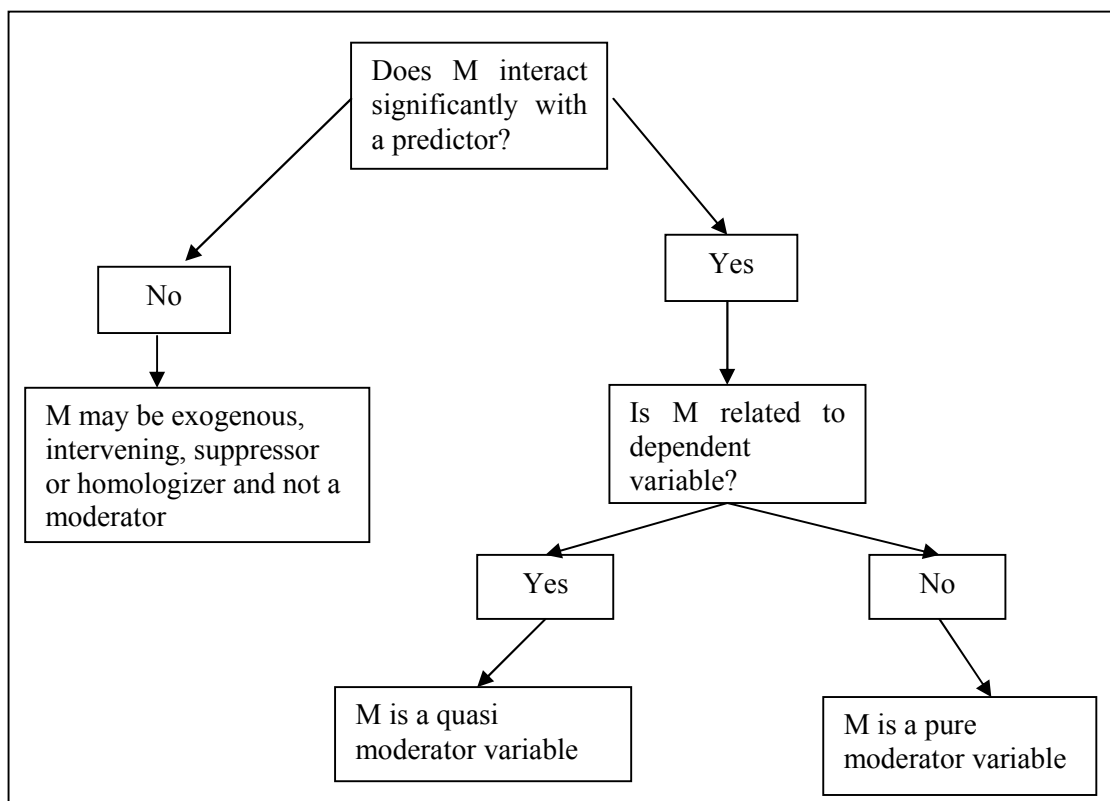 Does M interact
significantly with
a predictor?
No
Yes
M may be exogenous,
intervening, suppressor
or homologizer and not a
moderator
Is M related to
dependent
variable?
Yes
No
M is a quasi
moderator variable
M is a pure
moderator variable